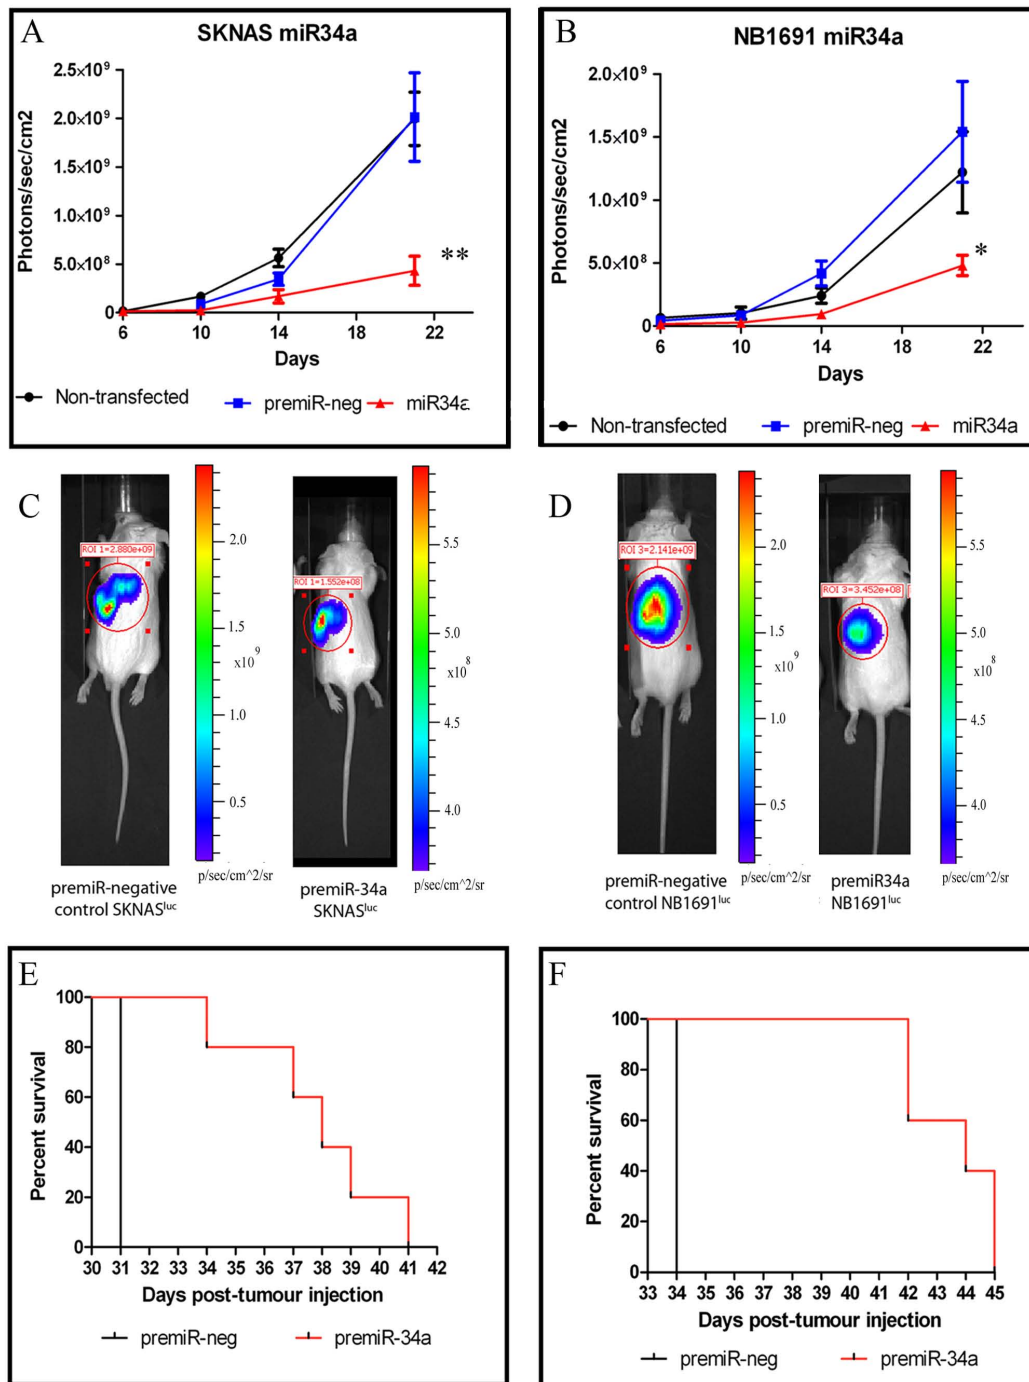 A
SKNAS miR34a
Photons/sec/cm2
2.5×10⁹
2.0×10⁹
1.5×10⁹
1.0×10⁹
5.0×10⁸
0
**
6 10 14 18 22
Days
Non-transfected premiR-neg miR34ε
B
NB1691 miR34a
Photons/sec/cm2
2.0×10⁹
1.5×10⁹
1.0×10⁹
5.0×10⁸
0
*
6 10 14 18 22
Days
Non-transfected premiR-neg miR34a
C
ROI 1=2.880e+09
2.0
1.5
x10⁹
1.0
0.5
p/sec/cm^2/sr
premiR-negative
control SKNASˡᵘᶜ
ROI 1=1.552e+08
5.5
5.0
x10⁸
4.5
4.0
p/sec/cm^2/sr
premiR-34a
SKNASˡᵘᶜ
D
ROI 3=2.141e+09
2.0
1.5
x10⁹
1.0
0.5
p/sec/cm^2/sr
premiR-negative
control NB1691ˡᵘᶜ
ROI 3=3.452e+08
5.5
5.0
x10⁸
4.5
4.0
p/sec/cm^2/sr
premiR34a
NB1691ˡᵘᶜ
E
Percent survival
100
80
60
40
20
0
30 31 32 33 34 35 36 37 38 39 40 41 42
Days post-tumour injection
premiR-neg premiR-34a
F
Percent survival
100
80
60
40
20
0
33 34 35 36 37 38 39 40 41 42 43 44 45
Days post-tumour injection
premiR-neg premiR-34a